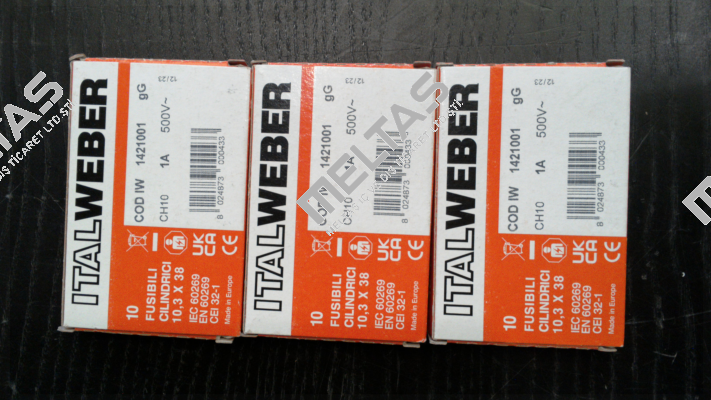 ITALWEBER
COD IW 1421001 gG
CH10 1A 500V~
12/23
8 024873 000433
10
FUSIBILI
CILINDRICI
10,3 X 38
IEC 60269
EN 60269
CEI 32-1
Made in Europe
UK
CA
CE
ITALWEBER
COD IW 1421001 gG
CH10 1A 500V~
12/23
8 024873 000433
10
FUSIBILI
CILINDRICI
10,3 X 38
IEC 60269
EN 60269
CEI 32-1
Made in Europe
UK
CA
CE
ITALWEBER
COD IW 1421001 gG
CH10 1A 500V~
12/23
8 024873 000433
10
FUSIBILI
CILINDRICI
10,3 X 38
IEC 60269
EN 60269
CEI 32-1
Made in Europe
UK
CA
CE
MELTAS
MELTAS
MELTAS